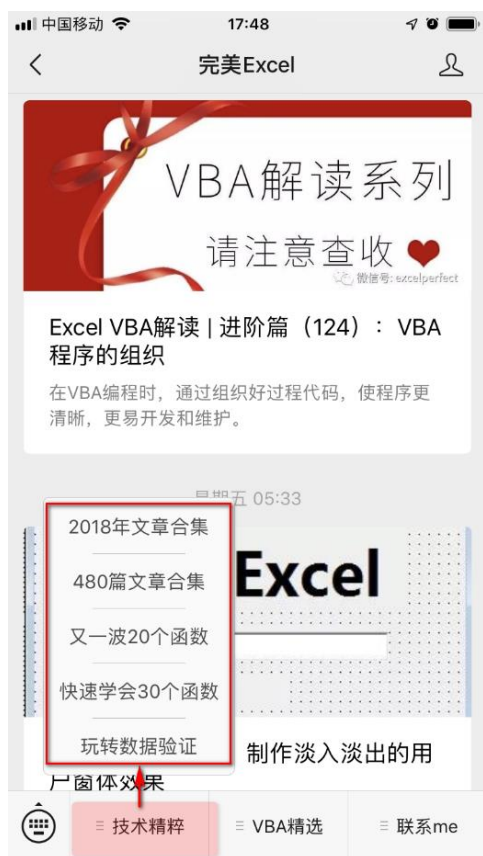 中国移动 17:48
完美Excel
VBA解读系列
请注意查收
微信号: excelperfect
Excel VBA解读 | 进阶篇（124）：VBA
程序的组织
在VBA编程时，通过组织好过程代码，使程序更
清晰，更易开发和维护。
星期五 05:33
2018年文章合集
480篇文章合集
又一波20个函数
快速学会30个函数
玩转数据验证
Excel
制作淡入淡出的用
户窗体效果
技术精粹
VBA精选
联系me